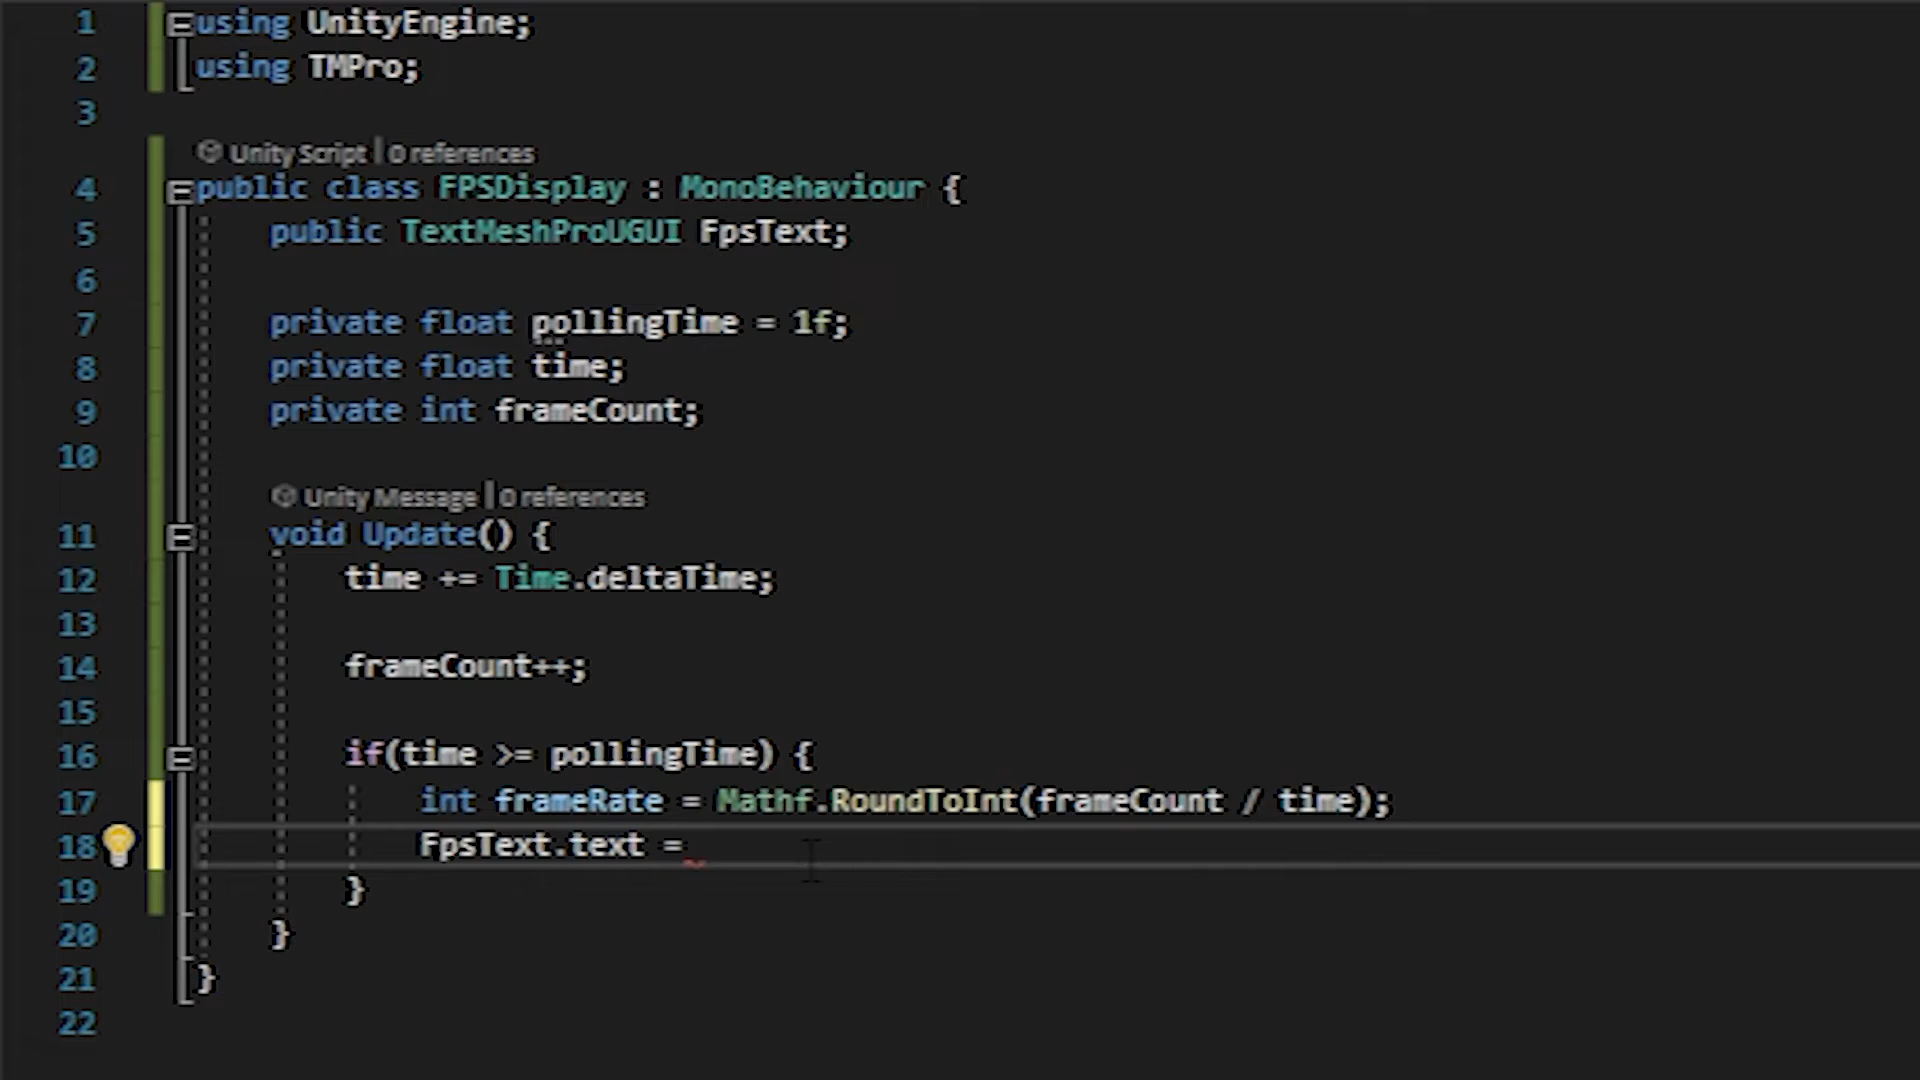 1 using UnityEngine;
2 using TMPro;
3
Unity Script | 0 references
4 public class FPSDisplay : MonoBehaviour {
5 public TextMeshProUGUI FpsText;
6
7 private float pollingTime = 1f;
8 private float time;
9 private int frameCount;
10
Unity Message | 0 references
11 void Update() {
12 time += Time.deltaTime;
13
14 frameCount++;
15
16 if(time >= pollingTime) {
17 int frameRate = Mathf.RoundToInt(frameCount / time);
18 FpsText.text =
19 }
20 }
21 }
22